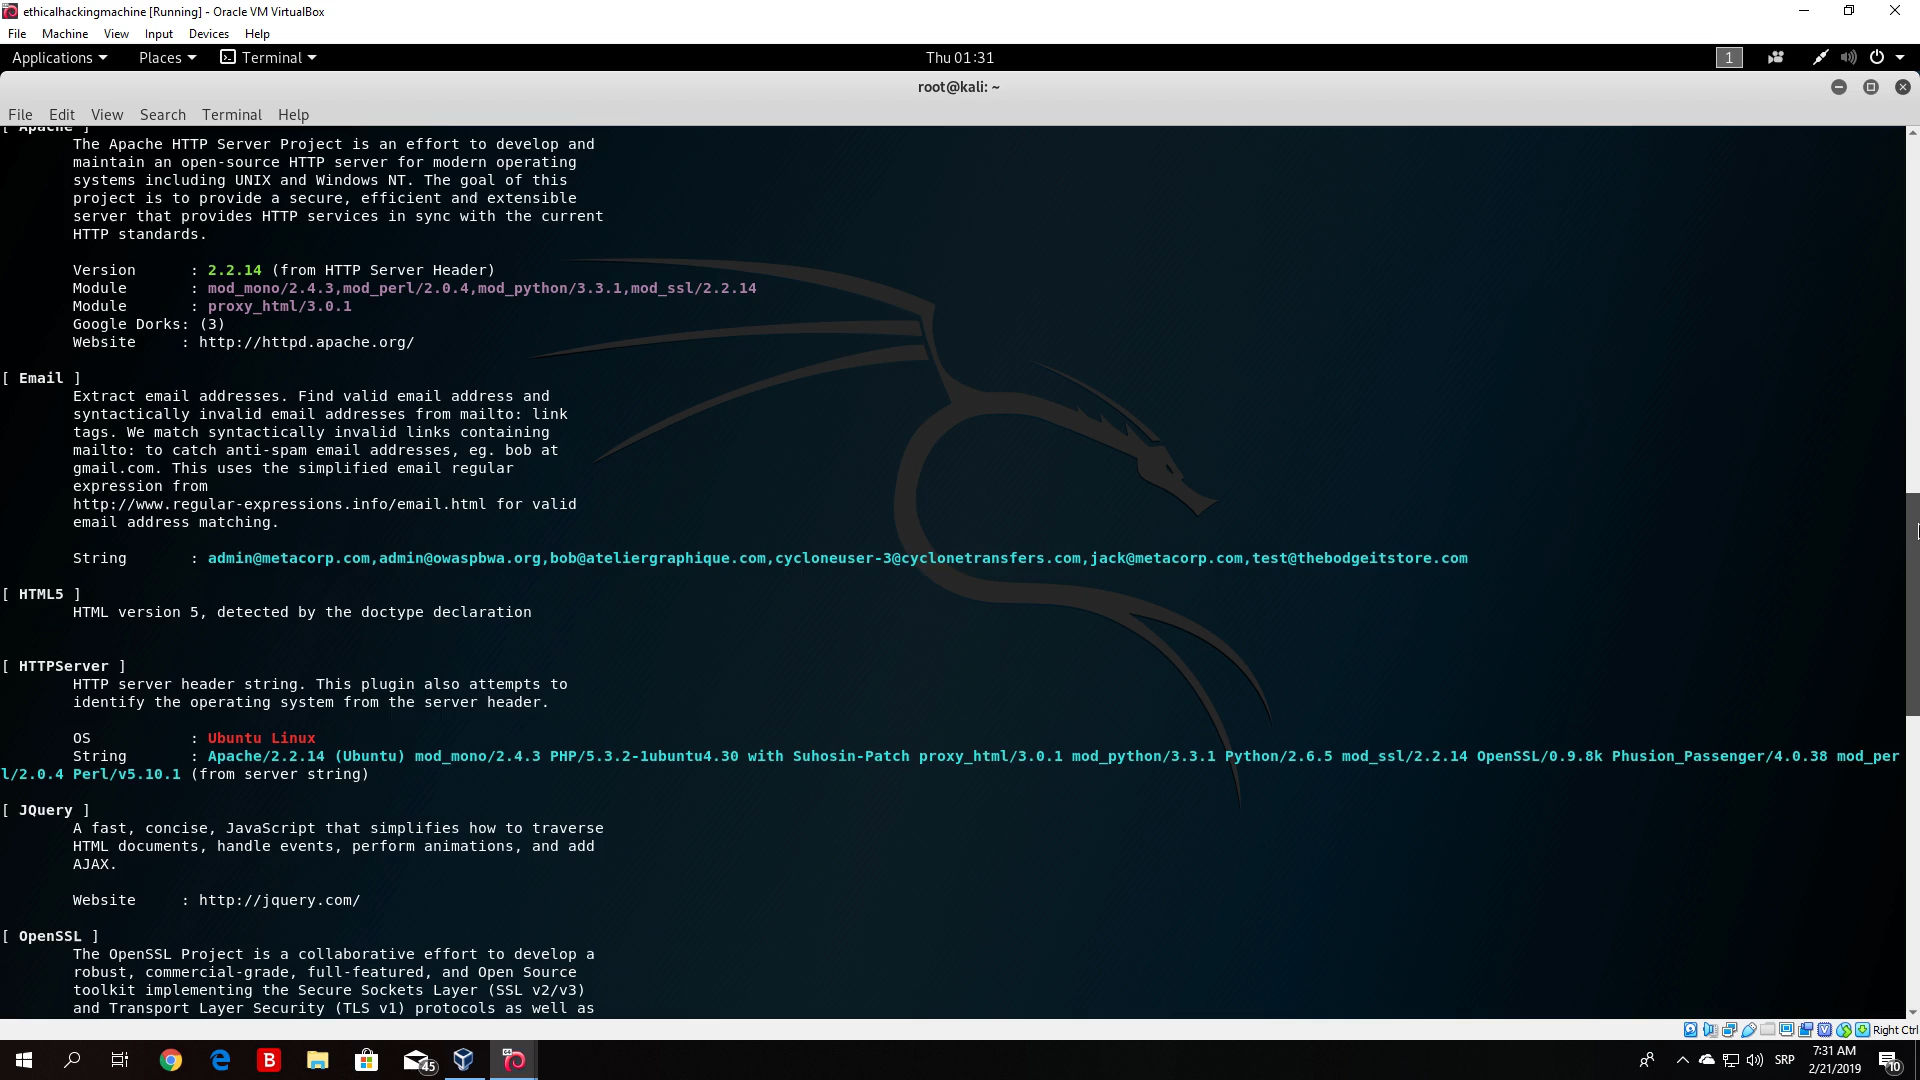 ethicalhackingmachine [Running] - Oracle VM VirtualBox
File Machine View Input Devices Help
Applications Places Terminal Thu 01:31 1
root@kali: ~
File Edit View Search Terminal Help
[ Apache ]
The Apache HTTP Server Project is an effort to develop and
maintain an open-source HTTP server for modern operating
systems including UNIX and Windows NT. The goal of this
project is to provide a secure, efficient and extensible
server that provides HTTP services in sync with the current
HTTP standards.
Version : 2.2.14 (from HTTP Server Header)
Module : mod_mono/2.4.3,mod_perl/2.0.4,mod_python/3.3.1,mod_ssl/2.2.14
Module : proxy_html/3.0.1
Google Dorks: (3)
Website : http://httpd.apache.org/
[ Email ]
Extract email addresses. Find valid email address and
syntactically invalid email addresses from mailto: link
tags. We match syntactically invalid links containing
mailto: to catch anti-spam email addresses, eg. bob at
gmail.com. This uses the simplified email regular
expression from
http://www.regular-expressions.info/email.html for valid
email address matching.
String : admin@metacorp.com,admin@owaspbwa.org,bob@ateliergraphique.com,cycloneuser-3@cyclonetransfers.com,jack@metacorp.com,test@thebodgeitstore.com
[ HTML5 ]
HTML version 5, detected by the doctype declaration
[ HTTPServer ]
HTTP server header string. This plugin also attempts to
identify the operating system from the server header.
OS : Ubuntu Linux
String : Apache/2.2.14 (Ubuntu) mod_mono/2.4.3 PHP/5.3.2-1ubuntu4.30 with Suhosin-Patch proxy_html/3.0.1 mod_python/3.3.1 Python/2.6.5 mod_ssl/2.2.14 OpenSSL/0.9.8k Phusion_Passenger/4.0.38 mod_per
l/2.0.4 Perl/v5.10.1 (from server string)
[ JQuery ]
A fast, concise, JavaScript that simplifies how to traverse
HTML documents, handle events, perform animations, and add
AJAX.
Website : http://jquery.com/
[ OpenSSL ]
The OpenSSL Project is a collaborative effort to develop a
robust, commercial-grade, full-featured, and Open Source
toolkit implementing the Secure Sockets Layer (SSL v2/v3)
and Transport Layer Security (TLS v1) protocols as well as
Right Ctrl
B 45 SRP 7:31 AM 10
2/21/2019